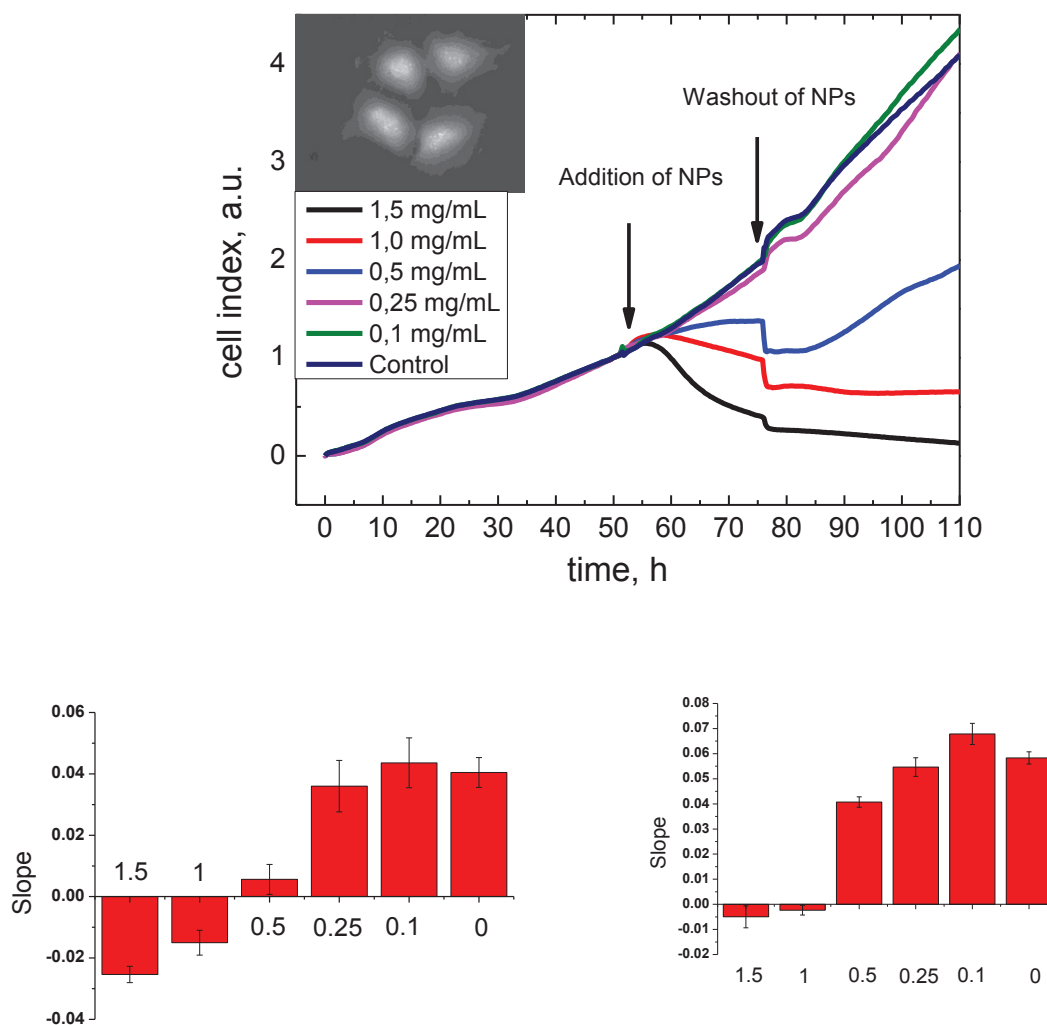 4
3
2
1
0
cell index, a.u.
Washout of NPs
Addition of NPs
1,5 mg/mL
1,0 mg/mL
0,5 mg/mL
0,25 mg/mL
0,1 mg/mL
Control
0 10 20 30 40 50 60 70 75 80 90 100 110
time, h
0.06
0.04
0.02
0.00
-0.02
-0.04
Slope
1.5 1
0.5 0.25 0.1 0
0.08
0.07
0.06
0.05
0.04
0.03
0.02
0.01
0.00
-0.01
-0.02
Slope
1.5 1 0.5 0.25 0.1 0